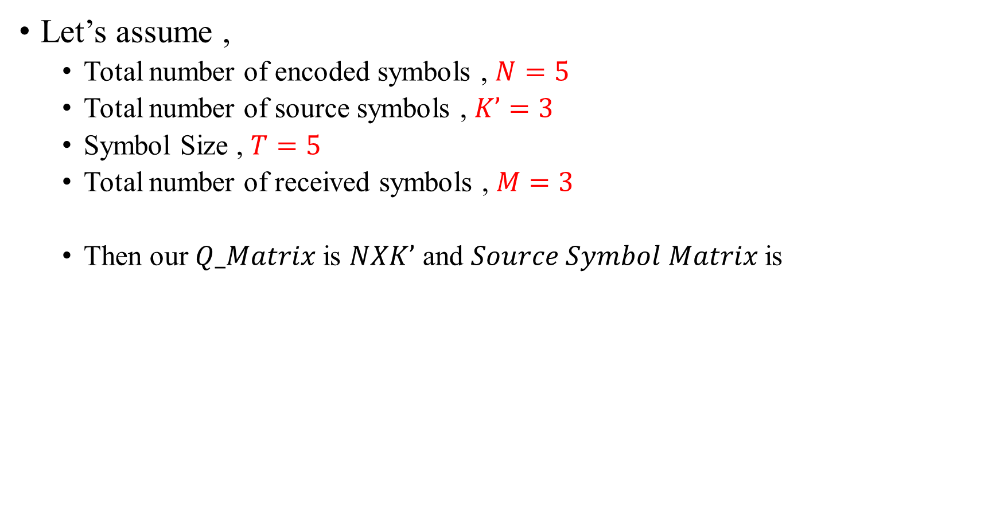 • Let’s assume ,
• Total number of encoded symbols , N = 5
• Total number of source symbols , K’ = 3
• Symbol Size , T = 5
• Total number of received symbols , M = 3
• Then our Q_Matrix is NXK’ and Source Symbol Matrix is